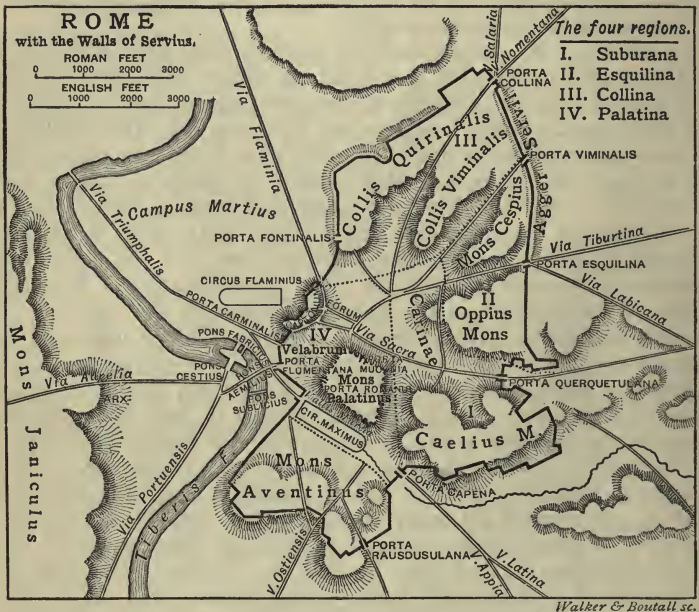 ROME
with the Walls of Servius.
ROMAN FEET
0 1000 2000 3000
ENGLISH FEET
0 1000 2000 3000
The four regions.
I. Suburana
II. Esquilina
III. Collina
IV. Palatina
V. Salaria
V. Nomentana
PORTA
COLLINA
Via Flaminia
Collis Quirinalis
III
Collis Viminalis
Agger Servii
PORTA VIMINALIS
Mons Cespius
Via Triumphalis
Campus Martius
PORTA FONTINALIS
Via Tiburtina
PORTA ESQUILINA
CIRCUS FLAMINIUS
II
Oppius
Mons
Via Labicana
PORTA CARMINALIS
FORUM
Carinae
IV
Via Sacra
Velabrum
PONS FABRICIUS
PONS
CESTIUS
PORTA
FLUMENTANA
Mons
Palatinus
PORTA ROMANA
PORTA QUERQUETULANA
Mons Janiculus
Via Aurelia
ARX
AEMILIUS
PONS
SUBLICIUS
CIR. MAXIMUS
I
Caelius M.
Mons
Aventinus
PORTA CAPENA
Via Portuensis
Tiberis F.
PORTA
RAUSDUSULANA
V. Ostiensis
V. Appia
V. Latina
Walker & Boutall sc.